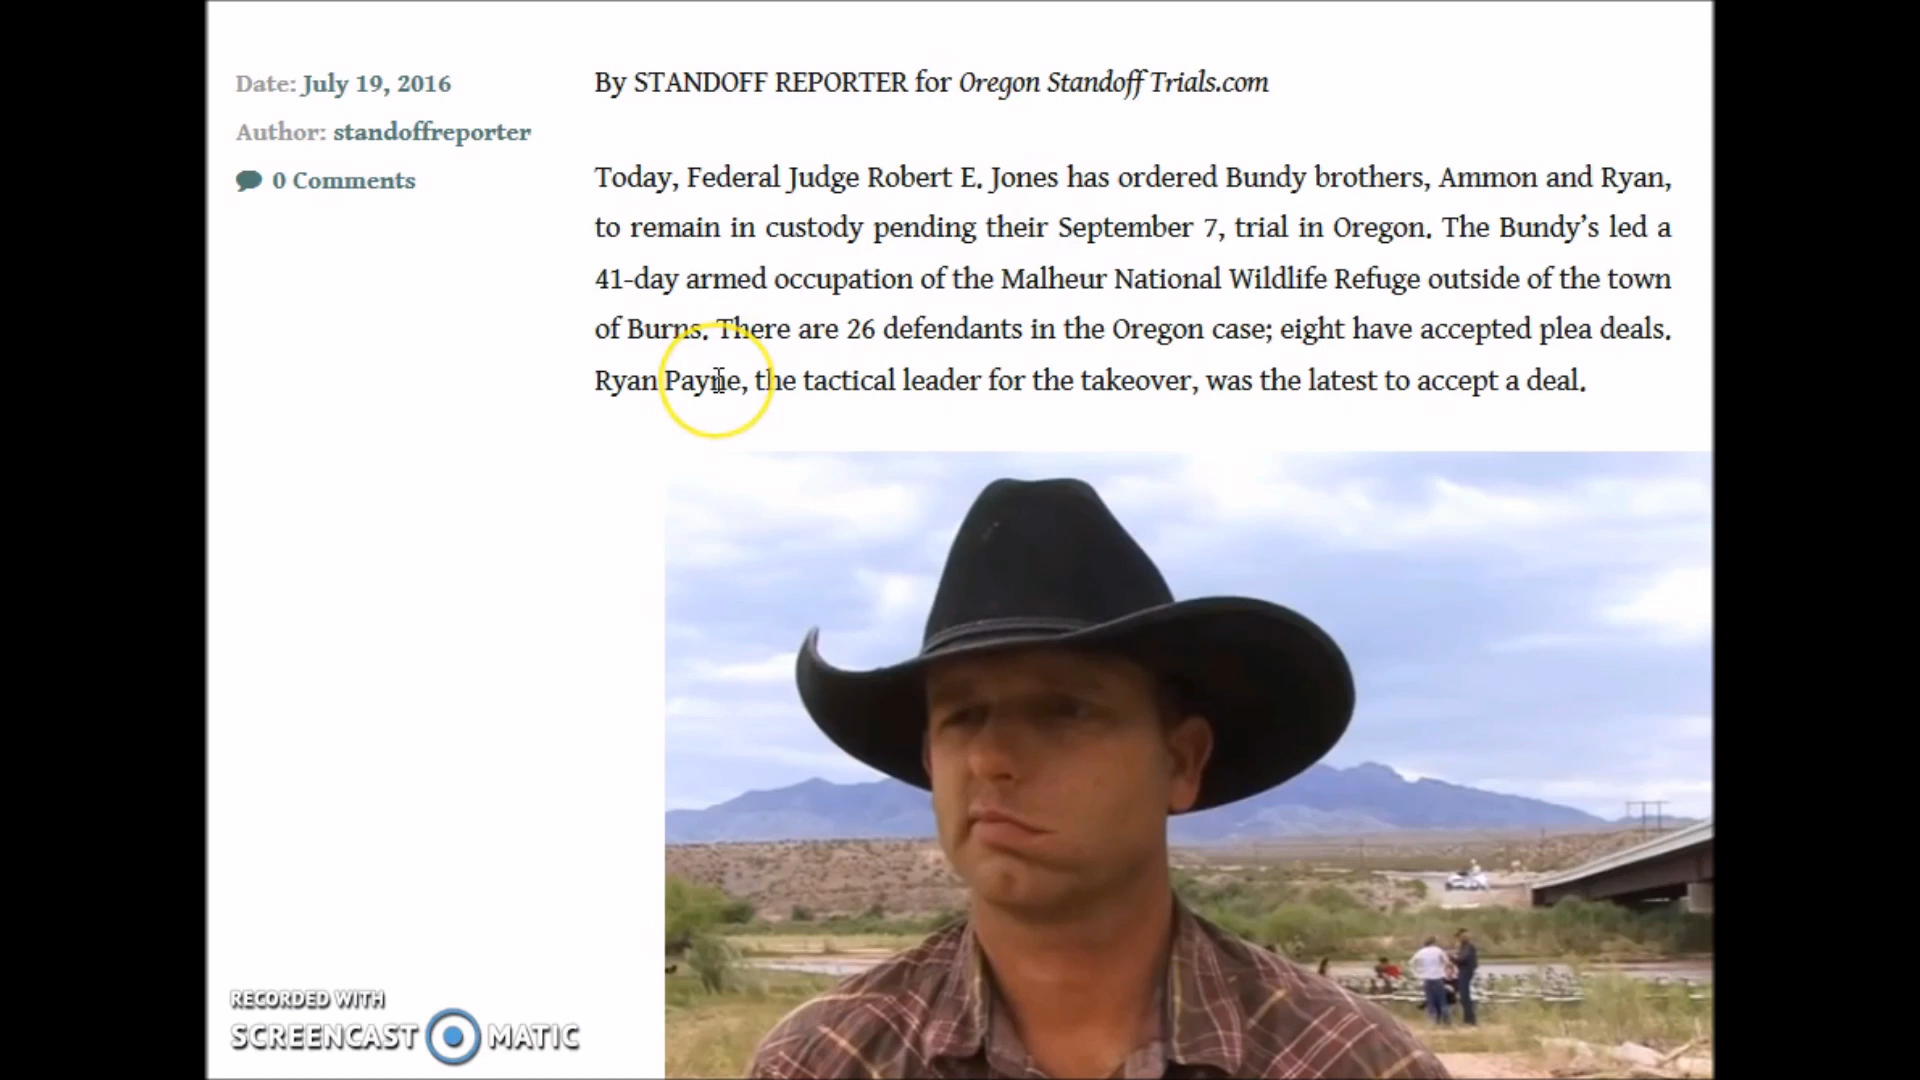 Date: July 19, 2016
Author: standoffreporter
0 Comments
By STANDOFF REPORTER for Oregon Standoff Trials.com
Today, Federal Judge Robert E. Jones has ordered Bundy brothers, Ammon and Ryan,
to remain in custody pending their September 7, trial in Oregon. The Bundy’s led a
41-day armed occupation of the Malheur National Wildlife Refuge outside of the town
of Burns. There are 26 defendants in the Oregon case; eight have accepted plea deals.
Ryan Payne, the tactical leader for the takeover, was the latest to accept a deal.
RECORDED WITH
SCREENCAST MATIC